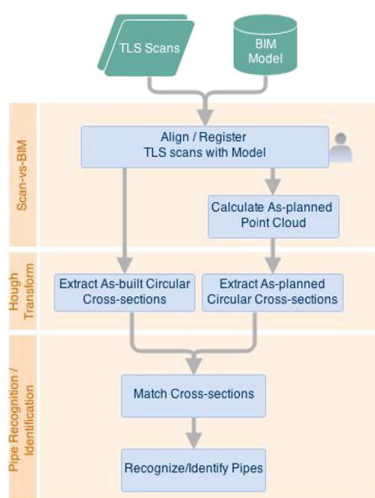 TLS Scans
BIM
Model
Scan-vs-BIM
Align / Register
TLS scans with Model
Calculate As-planned
Point Cloud
Hough
Transform
Extract As-built Circular
Cross-sections
Extract As-planned
Circular Cross-sections
Pipe Recognition /
Identification
Match Cross-sections
Recognize/Identify Pipes